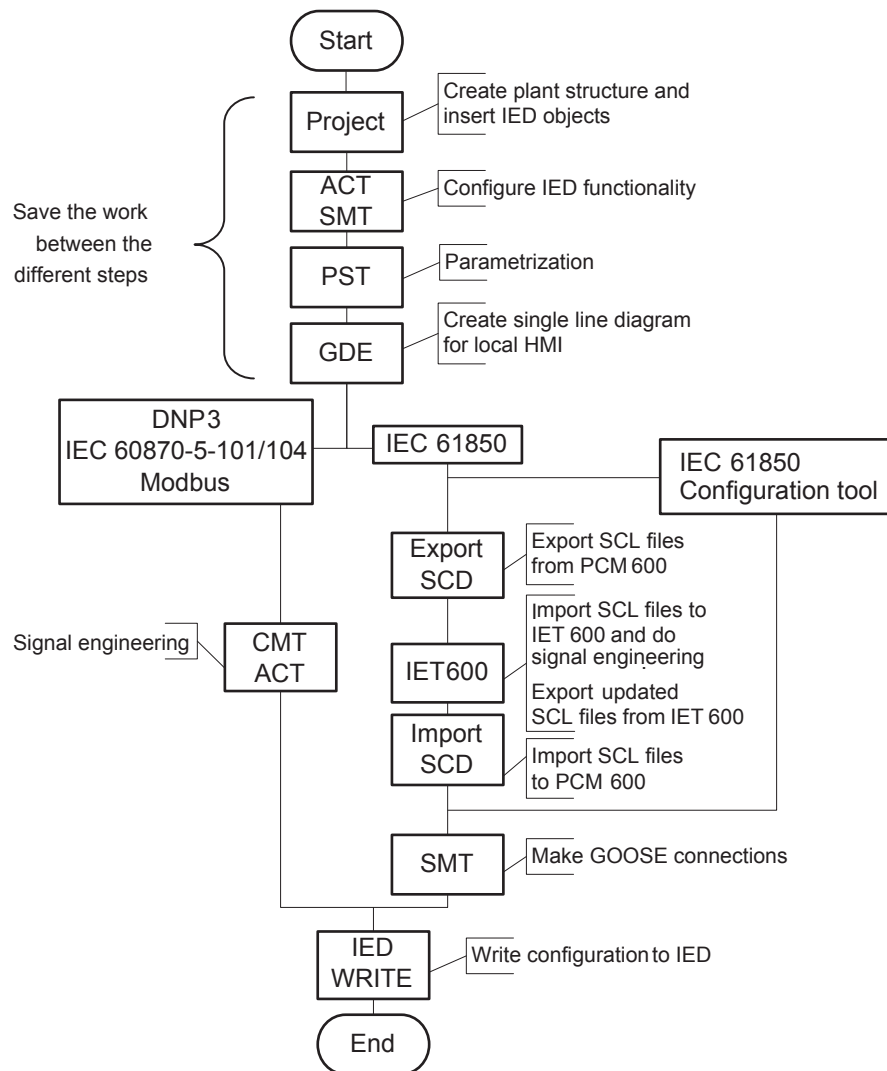 Start
Project
Create plant structure and
insert IED objects
ACT
SMT
Configure IED functionality
Save the work
between the
different steps
PST
Parametrization
GDE
Create single line diagram
for local HMI
DNP3
IEC 60870-5-101/104
Modbus
IEC 61850
IEC 61850
Configuration tool
Export
SCD
Export SCL files
from PCM 600
Signal engineering
CMT
ACT
IET600
Import SCL files to
IET 600 and do
signal engineering
Export updated
SCL files from IET 600
Import
SCD
Import SCL files
to PCM 600
SMT
Make GOOSE connections
IED
WRITE
Write configuration to IED
End